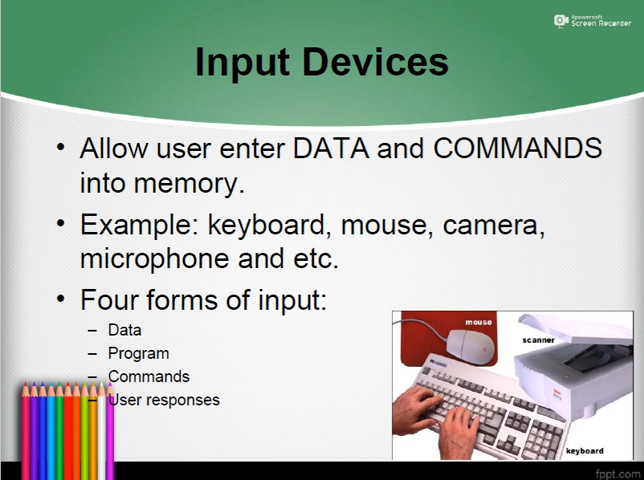 Apowersoft
Screen Recorder
Input Devices
• Allow user enter DATA and COMMANDS
into memory.
• Example: keyboard, mouse, camera,
microphone and etc.
• Four forms of input:
– Data
– Program
– Commands
– User responses
mouse
scanner
keyboard
fppt.com